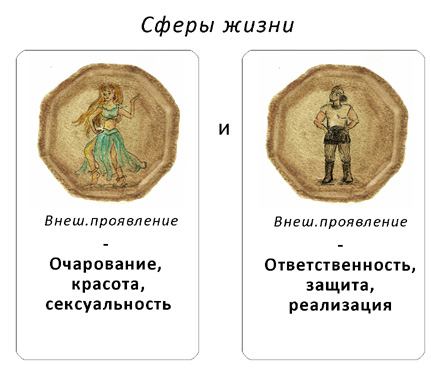 Сферы жизни
Внеш.проявление
-
Очарование,
красота,
сексуальность
и
Внеш.проявление
-
Ответственность,
защита,
реализация